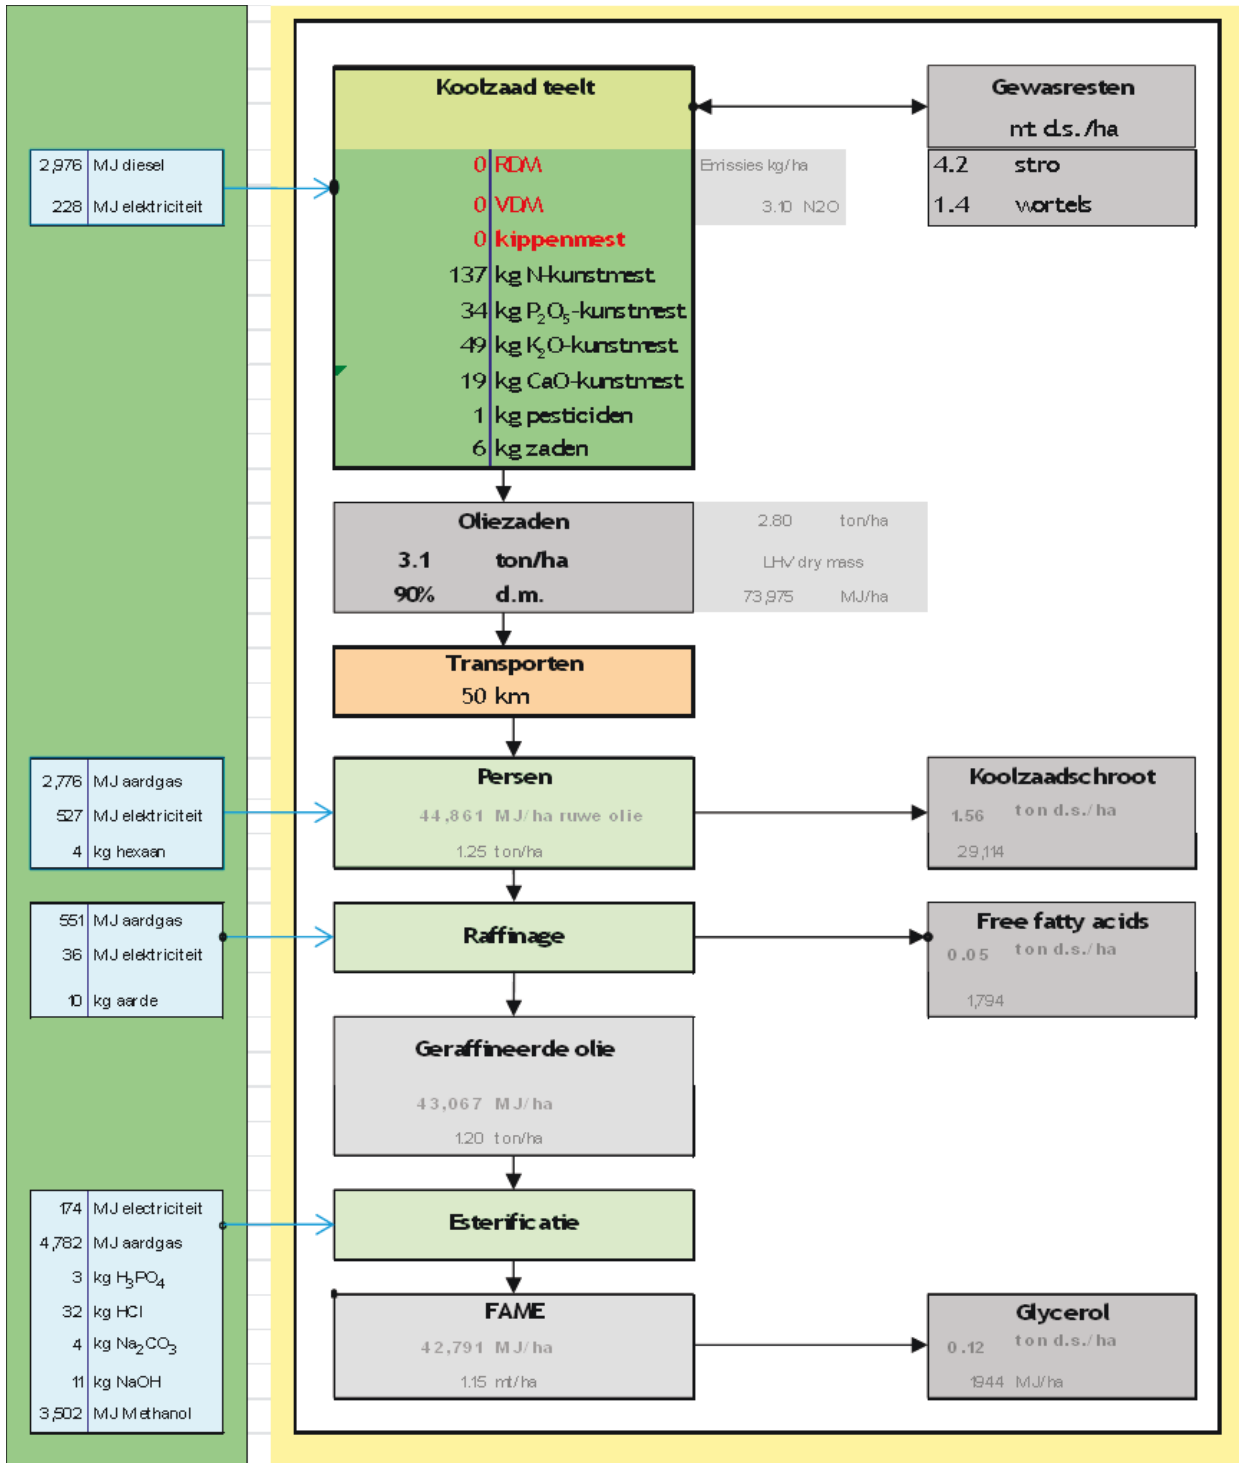 Koolzaad teelt
Gewasresten
mt d.s./ha
2,976 MJ diesel
228 MJ elektriciteit
0 RDM
0 VDM
0 kippenmest
137 kg N-kunstmest
34 kg P₂O₅-kunstmest
49 kg K₂O-kunstmest
19 kg CaO-kunstmest
1 kg pesticiden
6 kg zaden
Emissies kg/ha
3.10 N2O
4.2 stro
1.4 wortels
Oliezaden
3.1 ton/ha
90% d.m.
2.80 ton/ha
LHV dry mass
73,975 MJ/ha
Transporten
50 km
2,776 MJ aardgas
527 MJ elektriciteit
4 kg hexaan
Persen
44,861 MJ/ha ruwe olie
1.25 ton/ha
Koolzaadschroot
1.56 ton d.s./ha
29,114
551 MJ aardgas
36 MJ elektriciteit
10 kg aarde
Raffinage
Free fatty acids
0.05 ton d.s./ha
1,794
Geraffineerde olie
43,067 MJ/ha
1.20 ton/ha
174 MJ electriciteit
4,782 MJ aardgas
3 kg H₃PO₄
32 kg HCl
4 kg Na₂CO₃
11 kg NaOH
3,502 MJ Methanol
Esterificatie
FAME
42,791 MJ/ha
1.15 mt/ha
Glycerol
0.12 ton d.s./ha
1944 MJ/ha